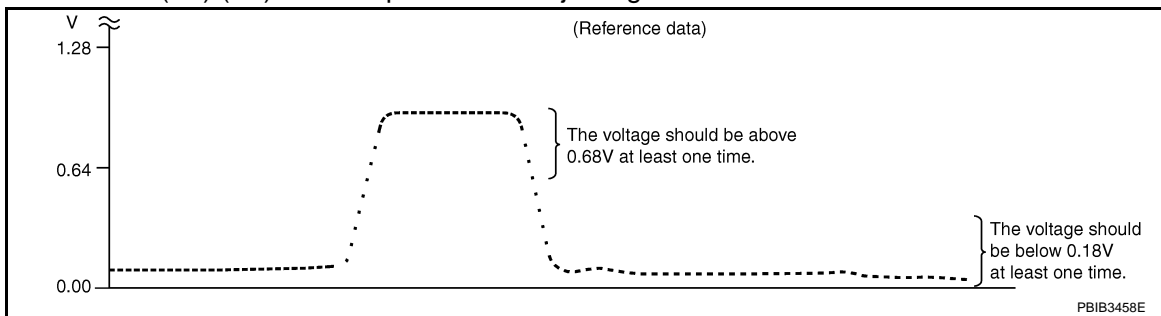 V
(Reference data)
1.28
The voltage should be above
0.68V at least one time.
0.64
The voltage should
be below 0.18V
at least one time.
0.00
PBIB3458E